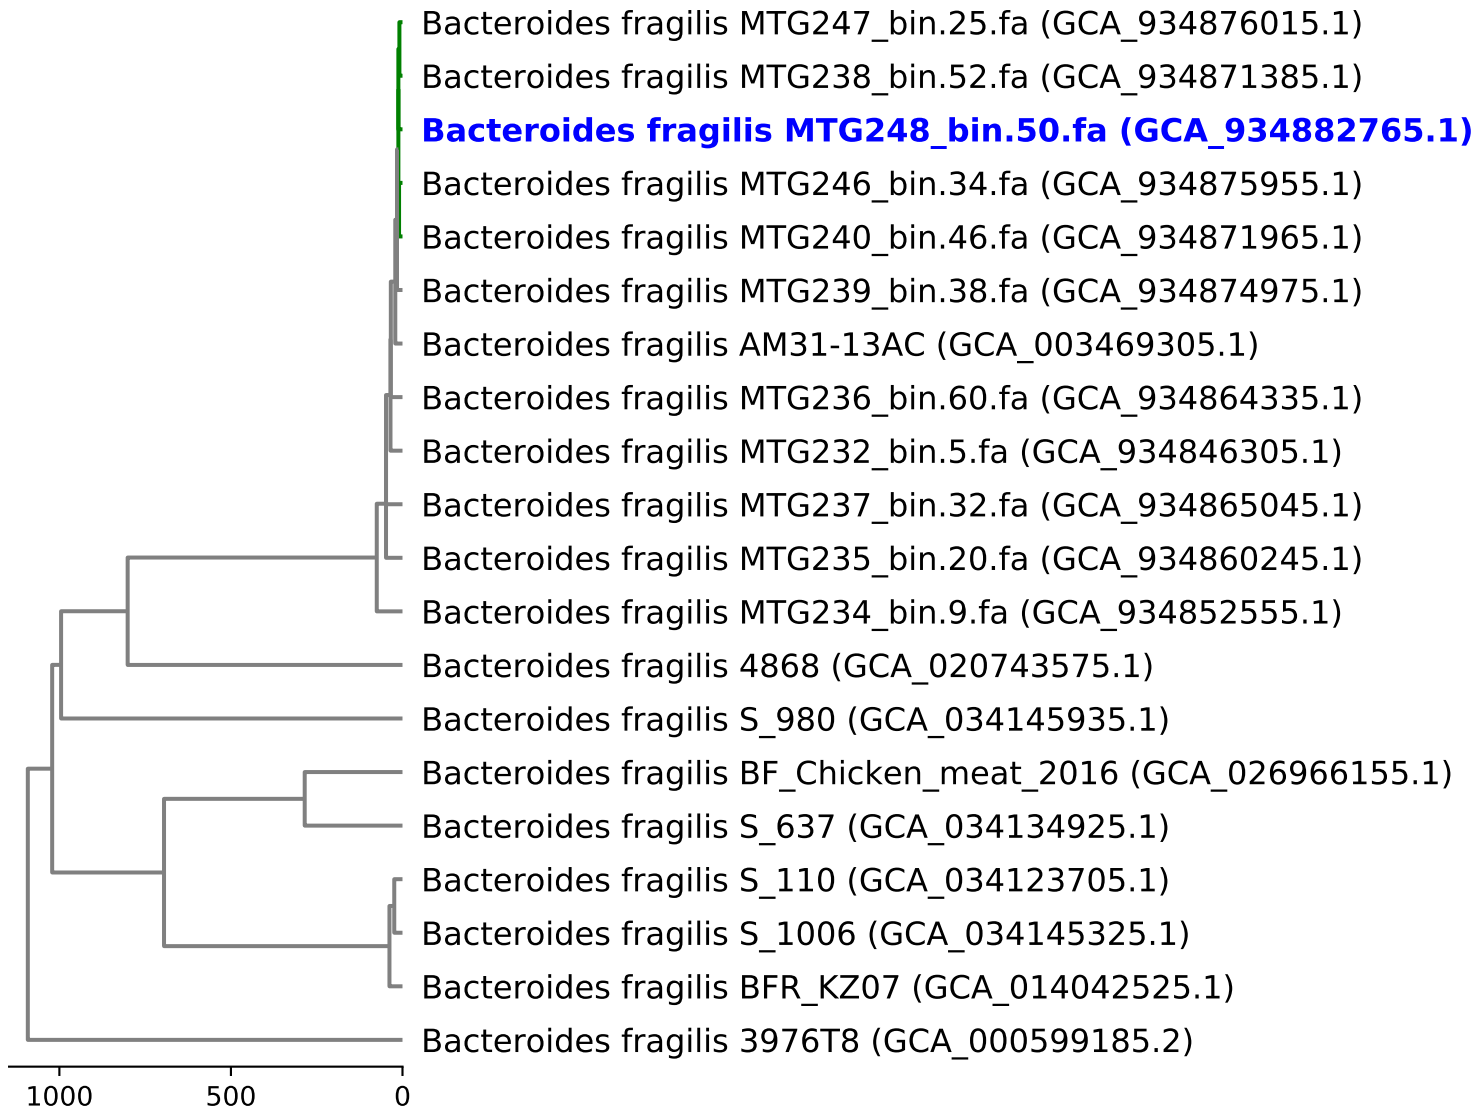 Bacteroides fragilis MTG247_bin.25.fa (GCA_934876015.1)
Bacteroides fragilis MTG238_bin.52.fa (GCA_934871385.1)
Bacteroides fragilis MTG248_bin.50.fa (GCA_934882765.1)
Bacteroides fragilis MTG246_bin.34.fa (GCA_934875955.1)
Bacteroides fragilis MTG240_bin.46.fa (GCA_934871965.1)
Bacteroides fragilis MTG239_bin.38.fa (GCA_934874975.1)
Bacteroides fragilis AM31-13AC (GCA_003469305.1)
Bacteroides fragilis MTG236_bin.60.fa (GCA_934864335.1)
Bacteroides fragilis MTG232_bin.5.fa (GCA_934846305.1)
Bacteroides fragilis MTG237_bin.32.fa (GCA_934865045.1)
Bacteroides fragilis MTG235_bin.20.fa (GCA_934860245.1)
Bacteroides fragilis MTG234_bin.9.fa (GCA_934852555.1)
Bacteroides fragilis 4868 (GCA_020743575.1)
Bacteroides fragilis S_980 (GCA_034145935.1)
Bacteroides fragilis BF_Chicken_meat_2016 (GCA_026966155.1)
Bacteroides fragilis S_637 (GCA_034134925.1)
Bacteroides fragilis S_110 (GCA_034123705.1)
Bacteroides fragilis S_1006 (GCA_034145325.1)
Bacteroides fragilis BFR_KZ07 (GCA_014042525.1)
Bacteroides fragilis 3976T8 (GCA_000599185.2)
1000 500 0